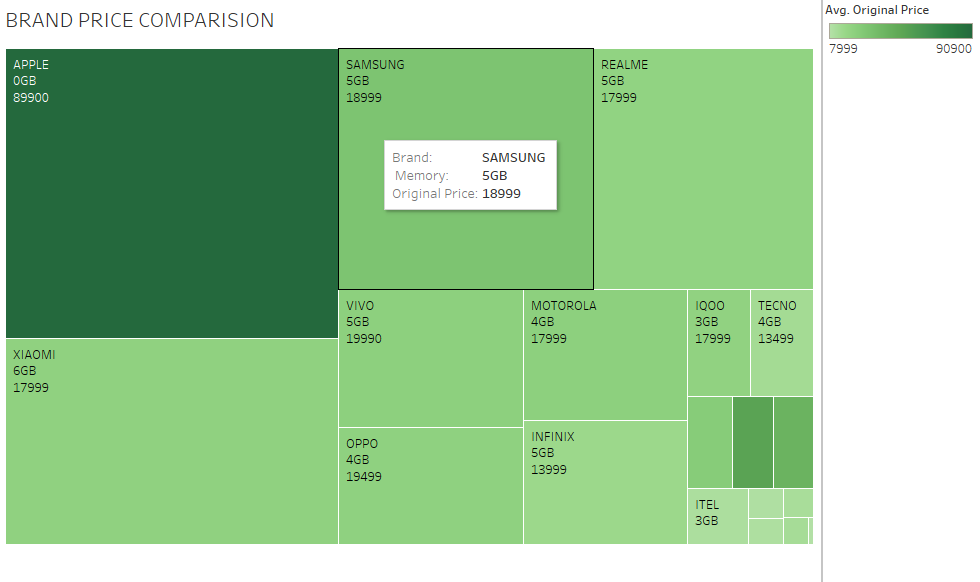 BRAND PRICE COMPARISION
Avg. Original Price
7999 90900
APPLE
0GB
89900
SAMSUNG
5GB
18999
REALME
5GB
17999
Brand: SAMSUNG
Memory: 5GB
Original Price: 18999
XIAOMI
6GB
17999
VIVO
5GB
19990
OPPO
4GB
19499
MOTOROLA
4GB
17999
INFINIX
5GB
13999
IQOO
3GB
17999
TECNO
4GB
13499
ITEL
3GB